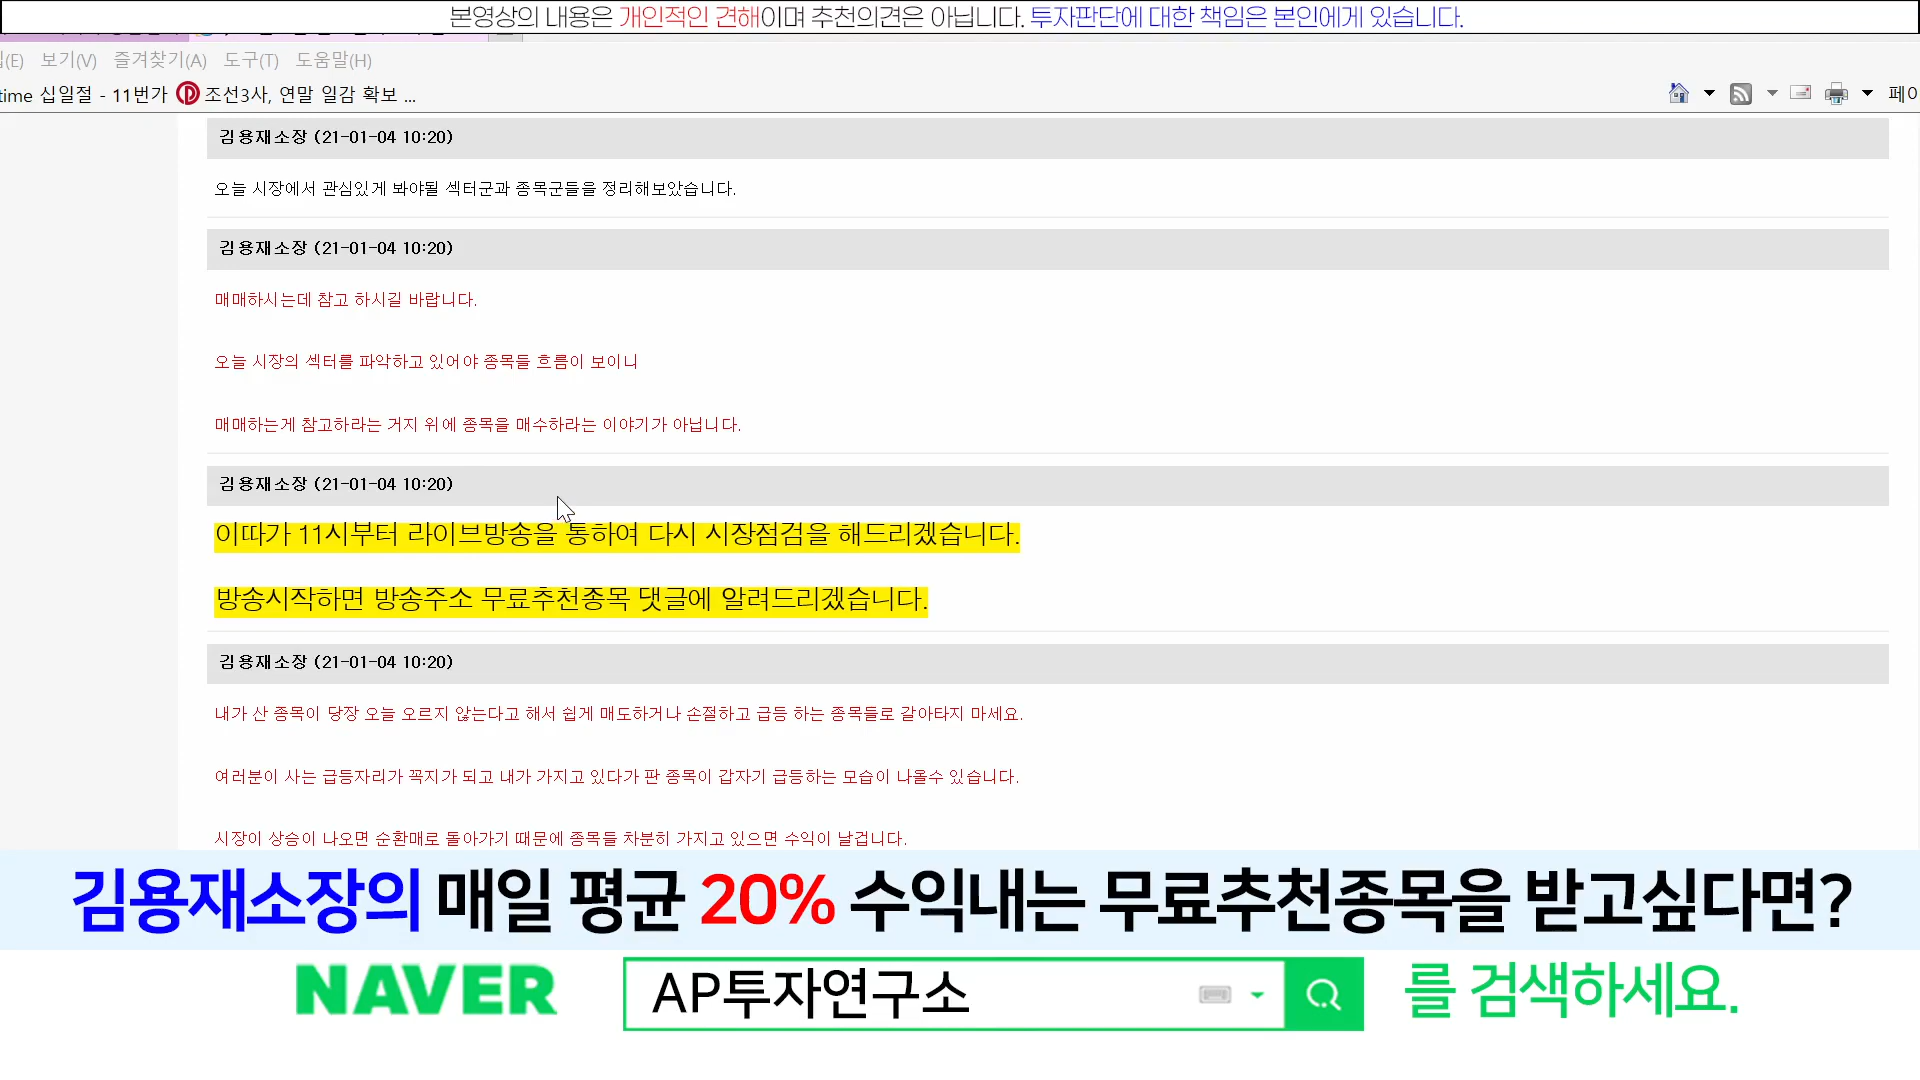 본영상의 내용은 개인적인 견해이며 추천의견은 아닙니다. 투자판단에 대한 책임은 본인에게 있습니다.
(E) 보기(V) 즐겨찾기(A) 도구(T) 도움말(H)
time 십일절 - 11번가 조선3사, 연말 일감 확보 ...
페이
김용재소장 (21-01-04 10:20)
오늘 시장에서 관심있게 봐야될 섹터군과 종목군들을 정리해보았습니다.
김용재소장 (21-01-04 10:20)
매매하시는데 참고 하시길 바랍니다.
오늘 시장의 섹터를 파악하고 있어야 종목들 흐름이 보이니
매매하는게 참고하라는 거지 위에 종목을 매수하라는 이야기가 아닙니다.
김용재소장 (21-01-04 10:20)
이따가 11시부터 라이브방송을 통하여 다시 시장점검을 해드리겠습니다.
방송시작하면 방송주소 무료추천종목 댓글에 알려드리겠습니다.
김용재소장 (21-01-04 10:20)
내가 산 종목이 당장 오늘 오르지 않는다고 해서 쉽게 매도하거나 손절하고 급등 하는 종목들로 갈아타지 마세요.
여러분이 사는 급등자리가 꼭지가 되고 내가 가지고 있다가 판 종목이 갑자기 급등하는 모습이 나올수 있습니다.
시장이 상승이 나오면 순환매로 돌아가기 때문에 종목들 차분히 가지고 있으면 수익이 날겁니다.
김용재소장의 매일 평균 20% 수익내는 무료추천종목을 받고싶다면?
NAVER AP투자연구소 를 검색하세요.